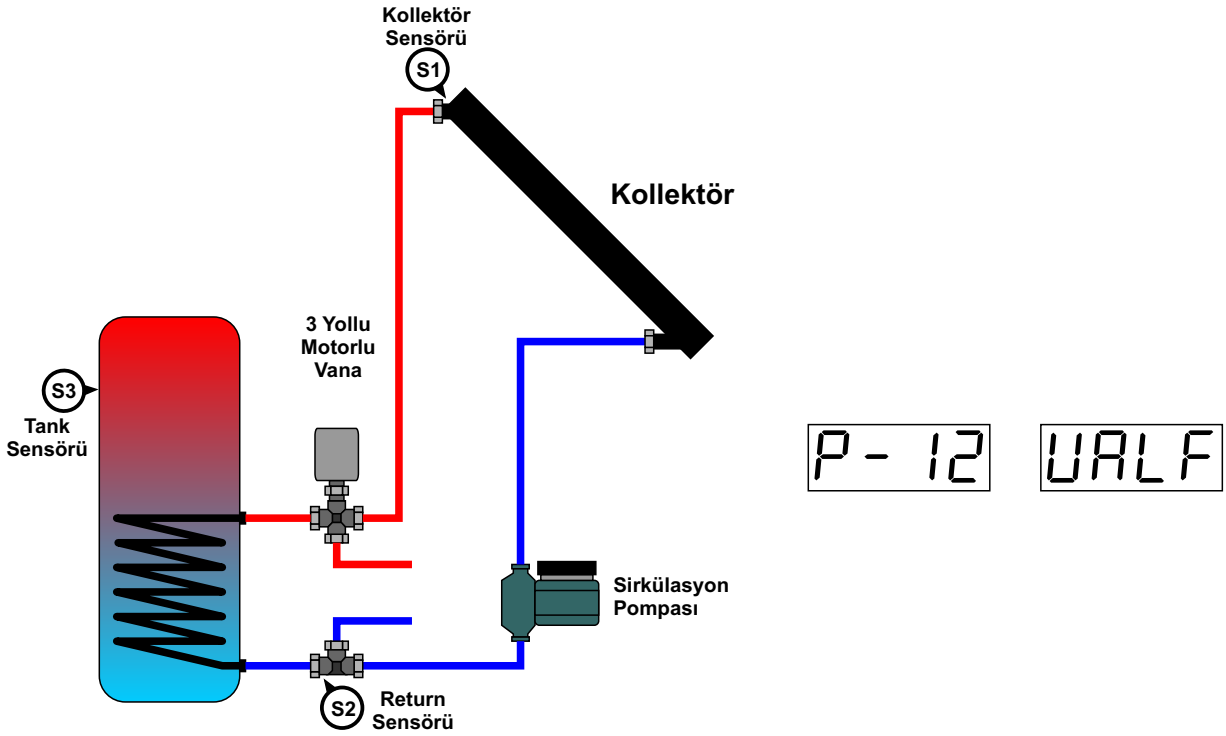 Kollektör
Sensörü
S1
Kollektör
3 Yollu
Motorlu
Vana
S3
Tank
Sensörü
P-12
UALF
Sirkülasyon
Pompası
S2
Return
Sensörü